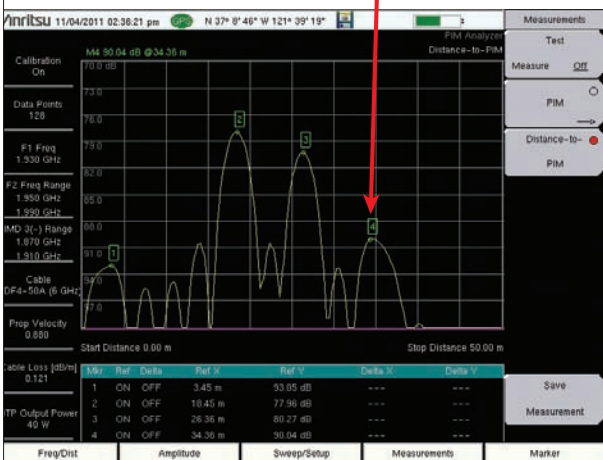 Anritsu 11/04/2011 02:36:21 pm GPS N 37° 8' 46" W 121° 39' 19"
Measurements
PIM Analyzer
M4 90.04 dB @34.36 m
Distance-to-PIM
Calibration
On
Data Points
128
F1 Freq
1.930 GHz
F2 Freq Range
1.950 GHz
1.990 GHz
IMD 3(-) Range
1.870 GHz
1.910 GHz
Cable
DF4-50A (6 GHz)
Prop Velocity
0.880
Cable Loss [dB/m]
0.121
TP Output Power
40 W
70.0 dB
73.0
76.0
79.0
82.0
85.0
88.0
91.0
94.0
97.0
1
2
3
4
Start Distance 0.00 m
Stop Distance 50.00 m
Mkr Ref Delta Ref X Ref Y Delta X Delta Y
1 ON OFF 3.45 m 93.05 dB --- ---
2 ON OFF 18.45 m 77.96 dB --- ---
3 ON OFF 26.36 m 80.27 dB --- ---
4 ON OFF 34.36 m 90.04 dB --- ---
Test
Measure Off
PIM
Distance-to-
PIM
Save
Measurement
Freq/Dist
Amplitude
Sweep/Setup
Measurements
Marker